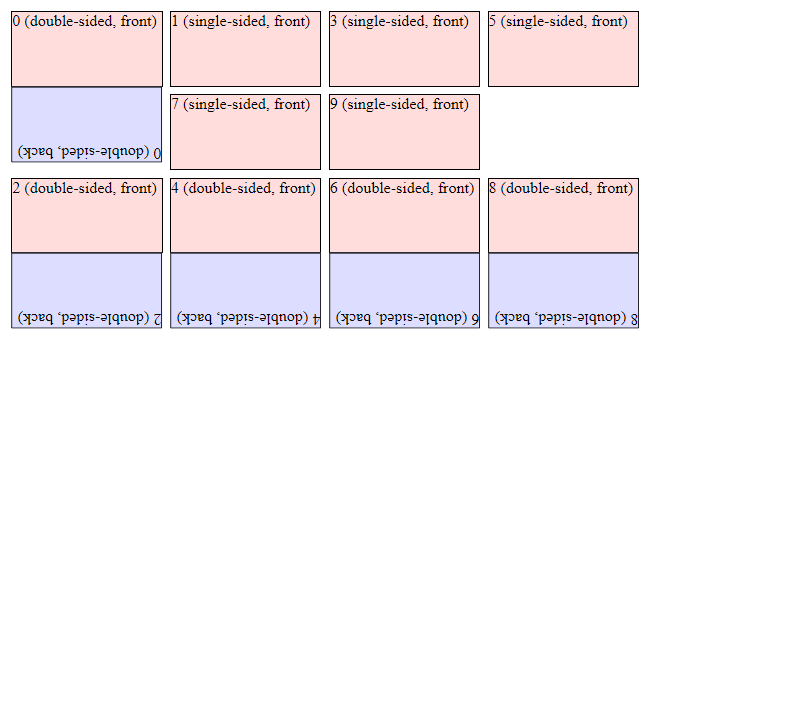 0 (double-sided, front)
1 (single-sided, front)
3 (single-sided, front)
5 (single-sided, front)
0 (double-sided, back)
7 (single-sided, front)
9 (single-sided, front)
2 (double-sided, front)
4 (double-sided, front)
6 (double-sided, front)
8 (double-sided, front)
2 (double-sided, back)
4 (double-sided, back)
6 (double-sided, back)
8 (double-sided, back)